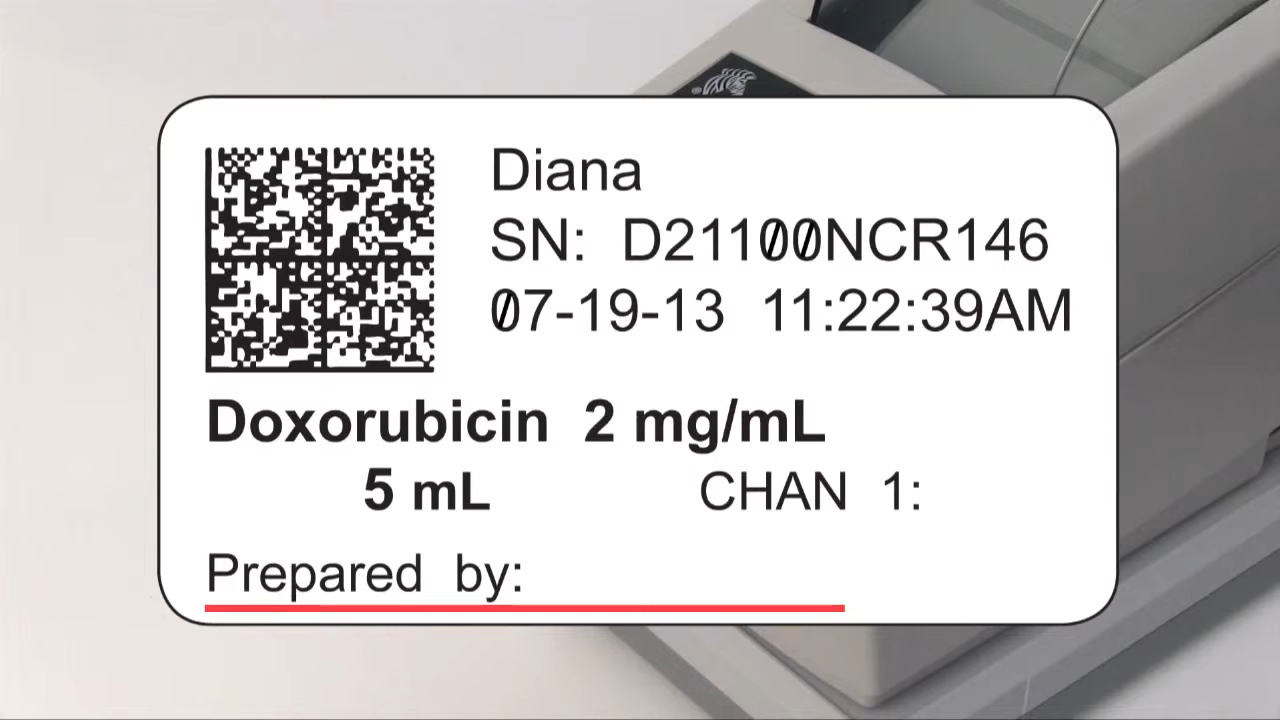 Diana
SN: D21100NCR146
07-19-13 11:22:39AM
Doxorubicin 2 mg/mL
5 mL CHAN 1:
Prepared by: